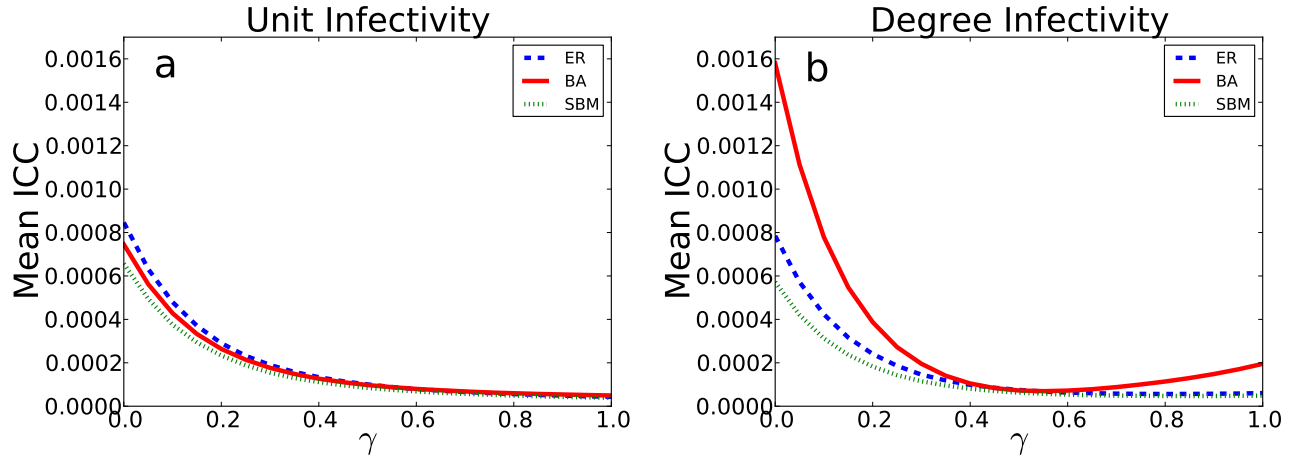 Unit Infectivity
a
ER
BA
SBM
Mean ICC
0.0016
0.0014
0.0012
0.0010
0.0008
0.0006
0.0004
0.0002
0.0000
0.0 0.2 0.4 0.6 0.8 1.0
γ
Degree Infectivity
b
ER
BA
SBM
Mean ICC
0.0016
0.0014
0.0012
0.0010
0.0008
0.0006
0.0004
0.0002
0.0000
0.0 0.2 0.4 0.6 0.8 1.0
γ